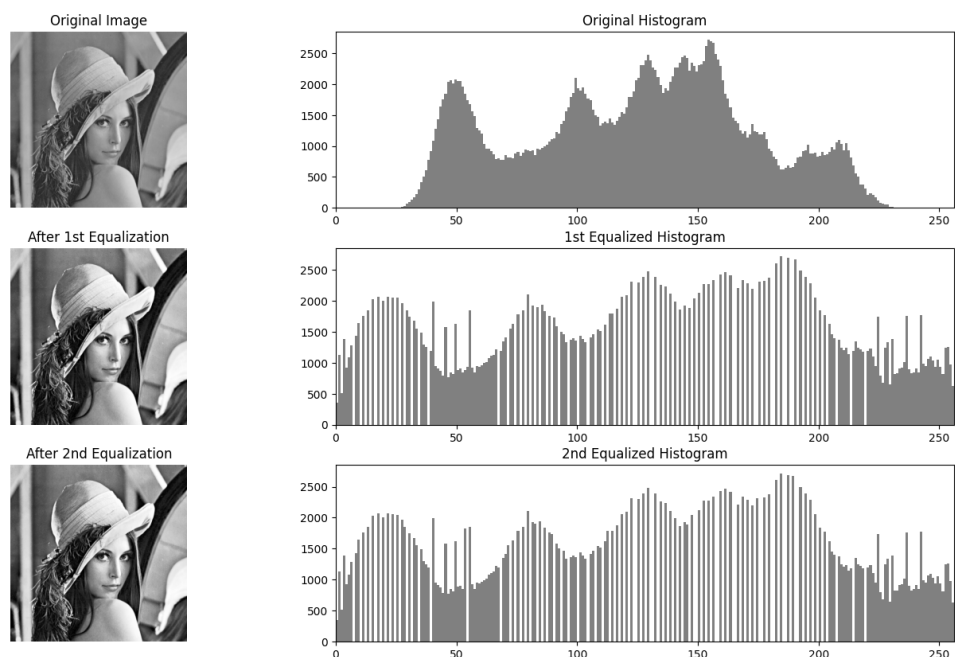 Original Image
Original Histogram
2500
2000
1500
1000
500
0
0 50 100 150 200 250
After 1st Equalization
1st Equalized Histogram
2500
2000
1500
1000
500
0
0 50 100 150 200 250
After 2nd Equalization
2nd Equalized Histogram
2500
2000
1500
1000
500
0
0 50 100 150 200 250